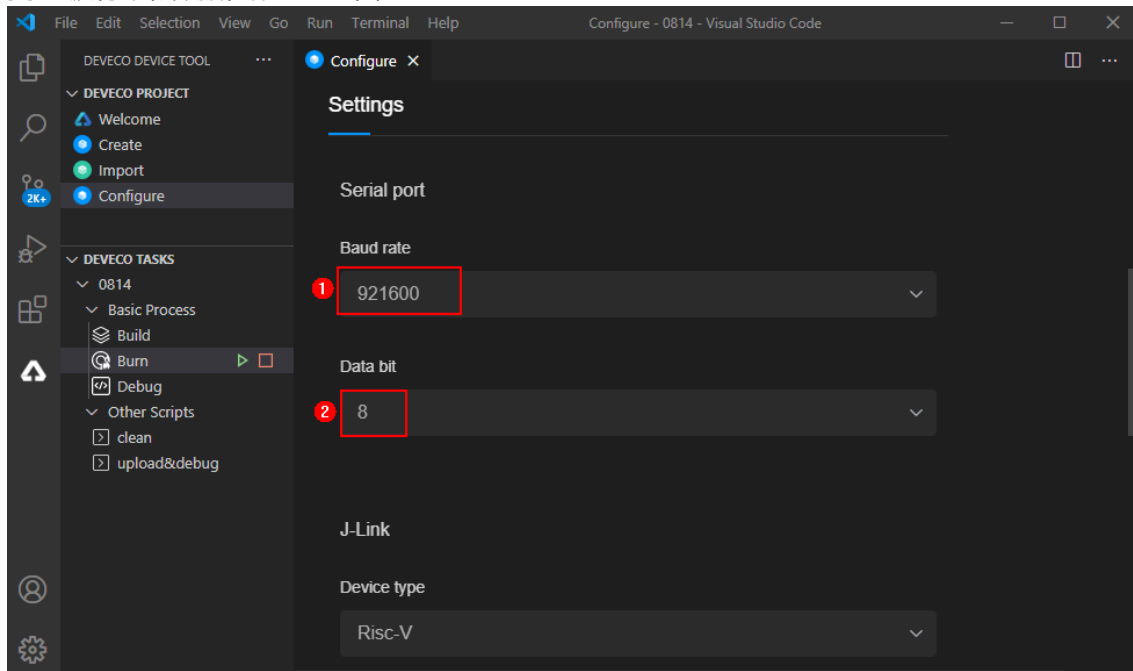 File Edit Selection View Go Run Terminal Help Configure - 0814 - Visual Studio Code
DEVECO DEVICE TOOL
Configure
DEVECO PROJECT
Welcome
Create
Import
Configure
2K+
DEVECO TASKS
0814
Basic Process
Build
Burn
Debug
Other Scripts
clean
upload&debug
Settings
Serial port
Baud rate
1 921600
Data bit
2 8
J-Link
Device type
Risc-V